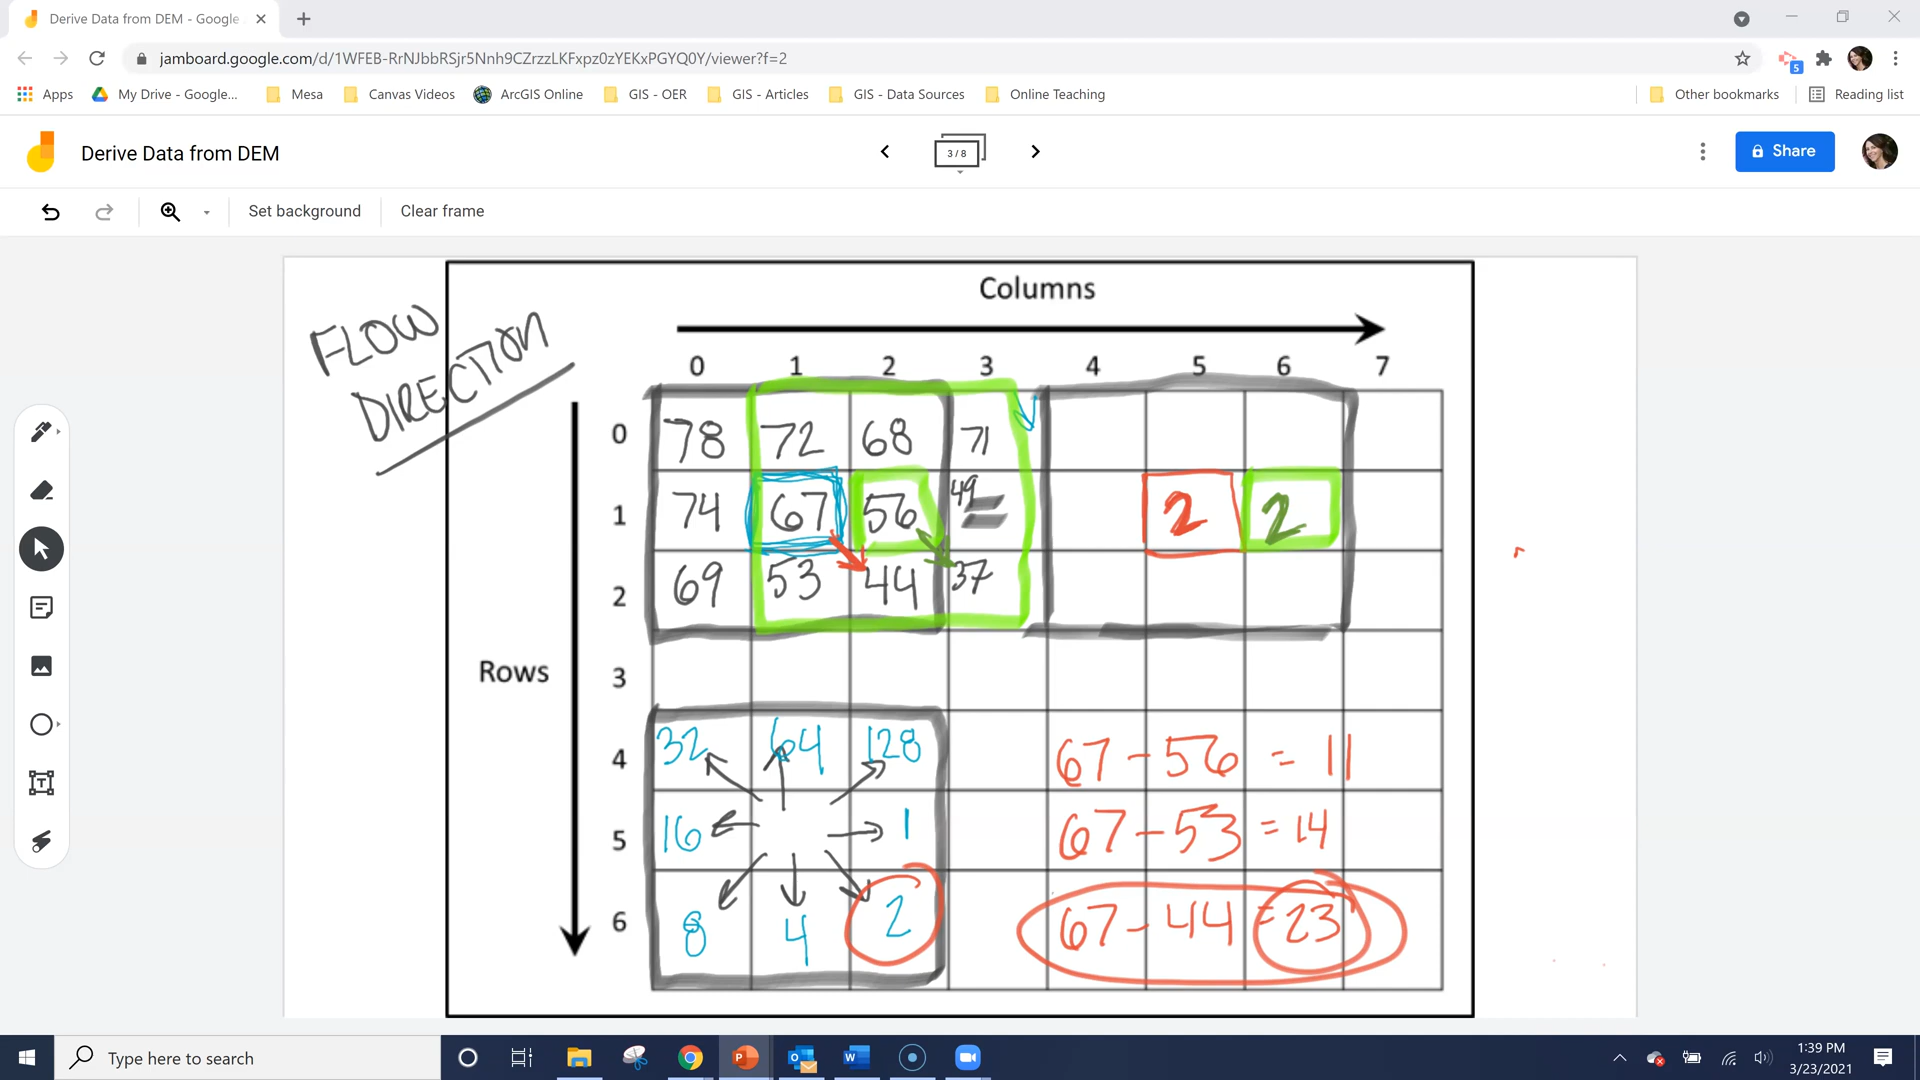 Derive Data from DEM - Google
jamboard.google.com/d/1WFEB-RrNJbbRSjr5Nnh9CZrzzLKFxpz0zYEKxPGYQ0Y/viewer?f=2
5
Apps My Drive - Google... Mesa Canvas Videos ArcGIS Online GIS - OER GIS - Articles GIS - Data Sources Online Teaching Other bookmarks Reading list
Derive Data from DEM
3 / 8
Share
Set background Clear frame
FLOW
DIRECTION
Columns
0 1 2 3 4 5 6 7
0 78 72 68 71
1 74 67 56 49 2 2
2 69 53 44 37
Rows
3
4 32 64 128 67 - 56 = 11
5 16 1 67 - 53 = 14
6 8 4 2 67 - 44 = 23
Type here to search
1:39 PM
3/23/2021